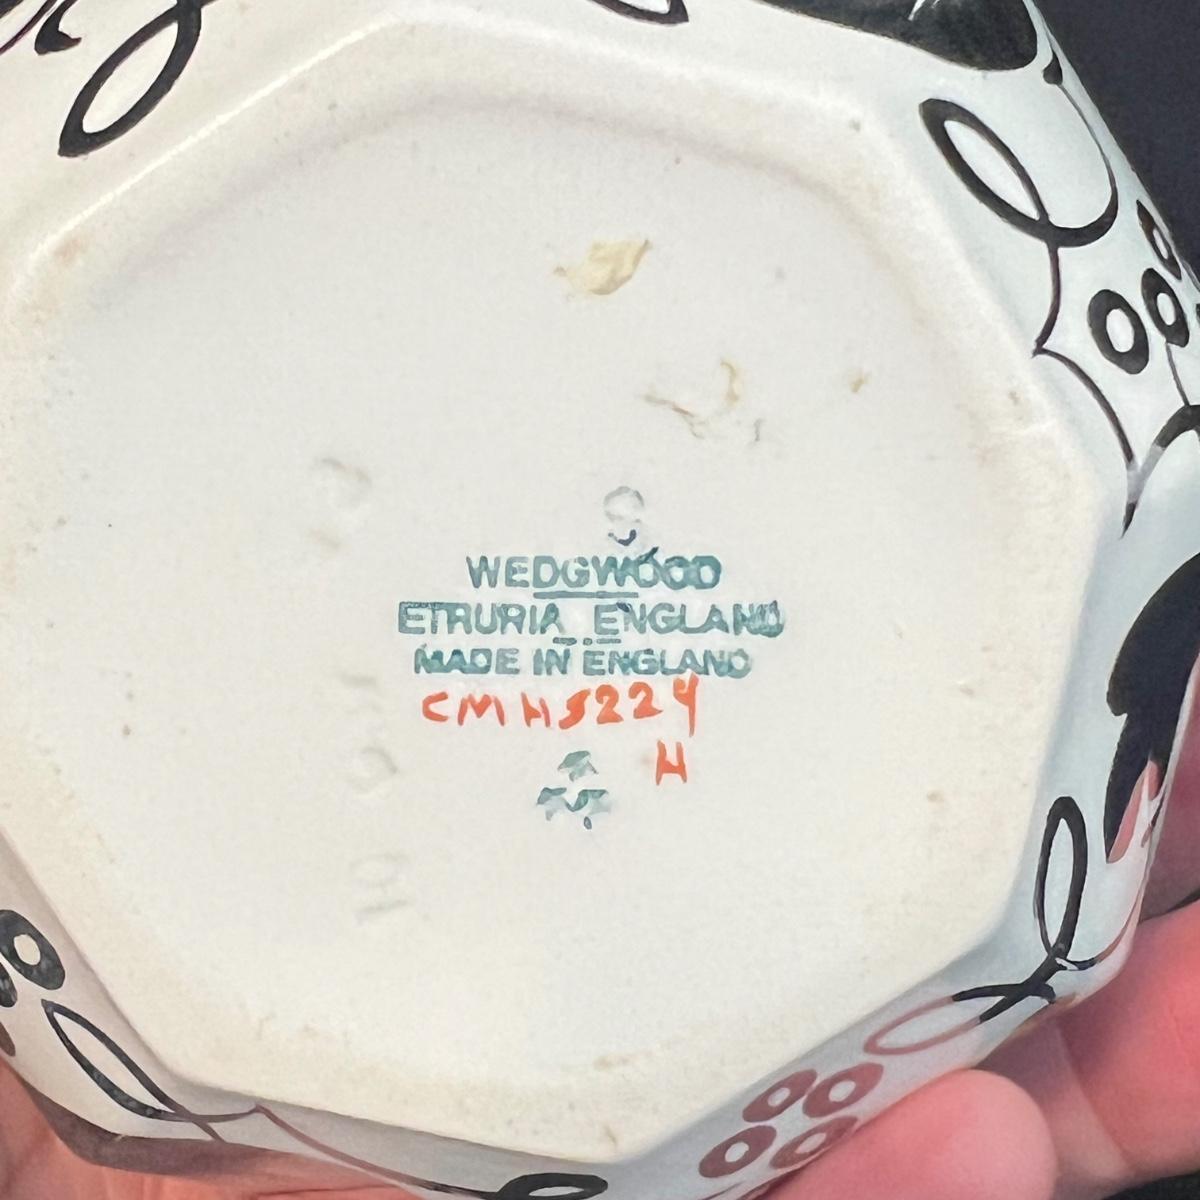 WEDGWOOD
ETRURIA ENGLAND
MADE IN ENGLAND
CMH5224
H